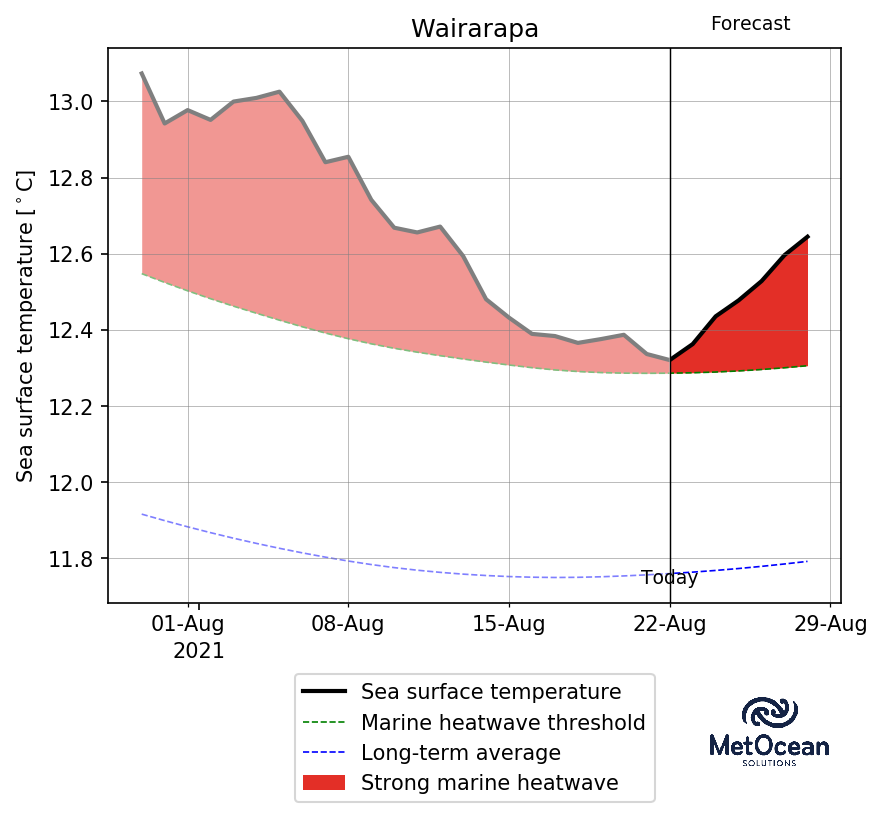 Wairarapa
Forecast
Sea surface temperature [°C]
13.0
12.8
12.6
12.4
12.2
12.0
11.8
Today
01-Aug
08-Aug
15-Aug
22-Aug
29-Aug
2021
Sea surface temperature
Marine heatwave threshold
Long-term average
Strong marine heatwave
MetOcean
SOLUTIONS